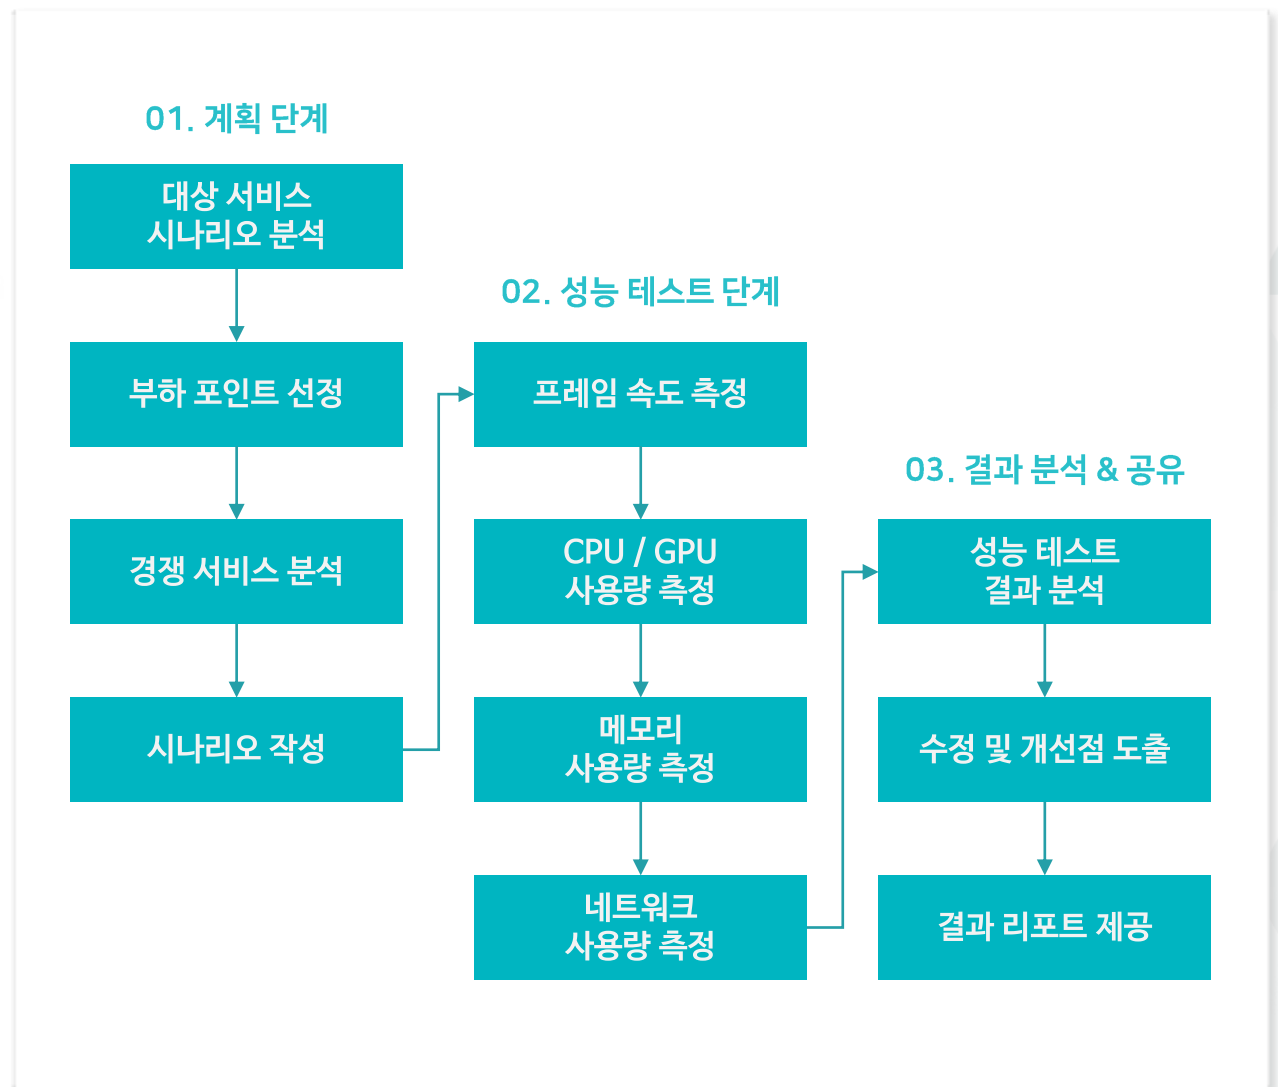 01. 계획 단계
대상 서비스
시나리오 분석
부하 포인트 선정
경쟁 서비스 분석
시나리오 작성
02. 성능 테스트 단계
프레임 속도 측정
CPU / GPU
사용량 측정
메모리
사용량 측정
네트워크
사용량 측정
03. 결과 분석 & 공유
성능 테스트
결과 분석
수정 및 개선점 도출
결과 리포트 제공